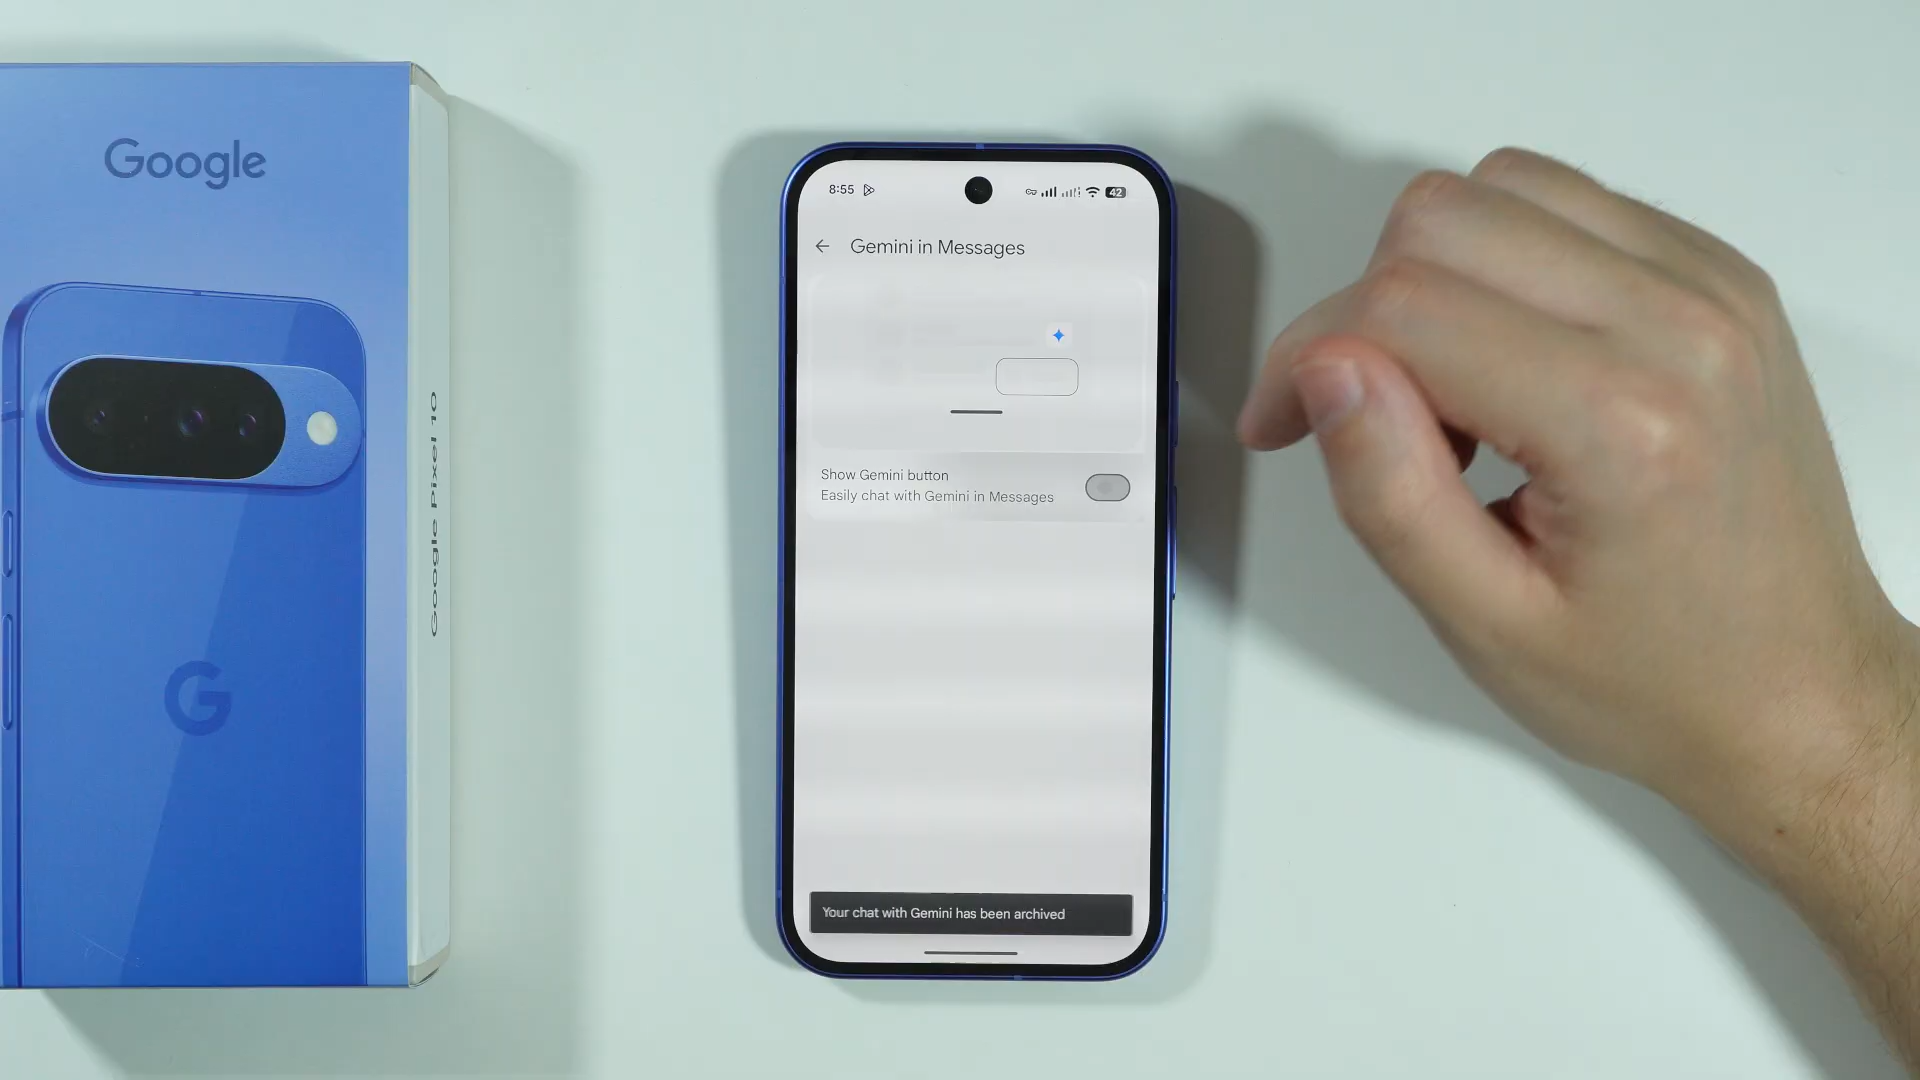 Google
Google Pixel 10
G
8:55
42
Gemini in Messages
Show Gemini button
Easily chat with Gemini in Messages
Your chat with Gemini has been archived